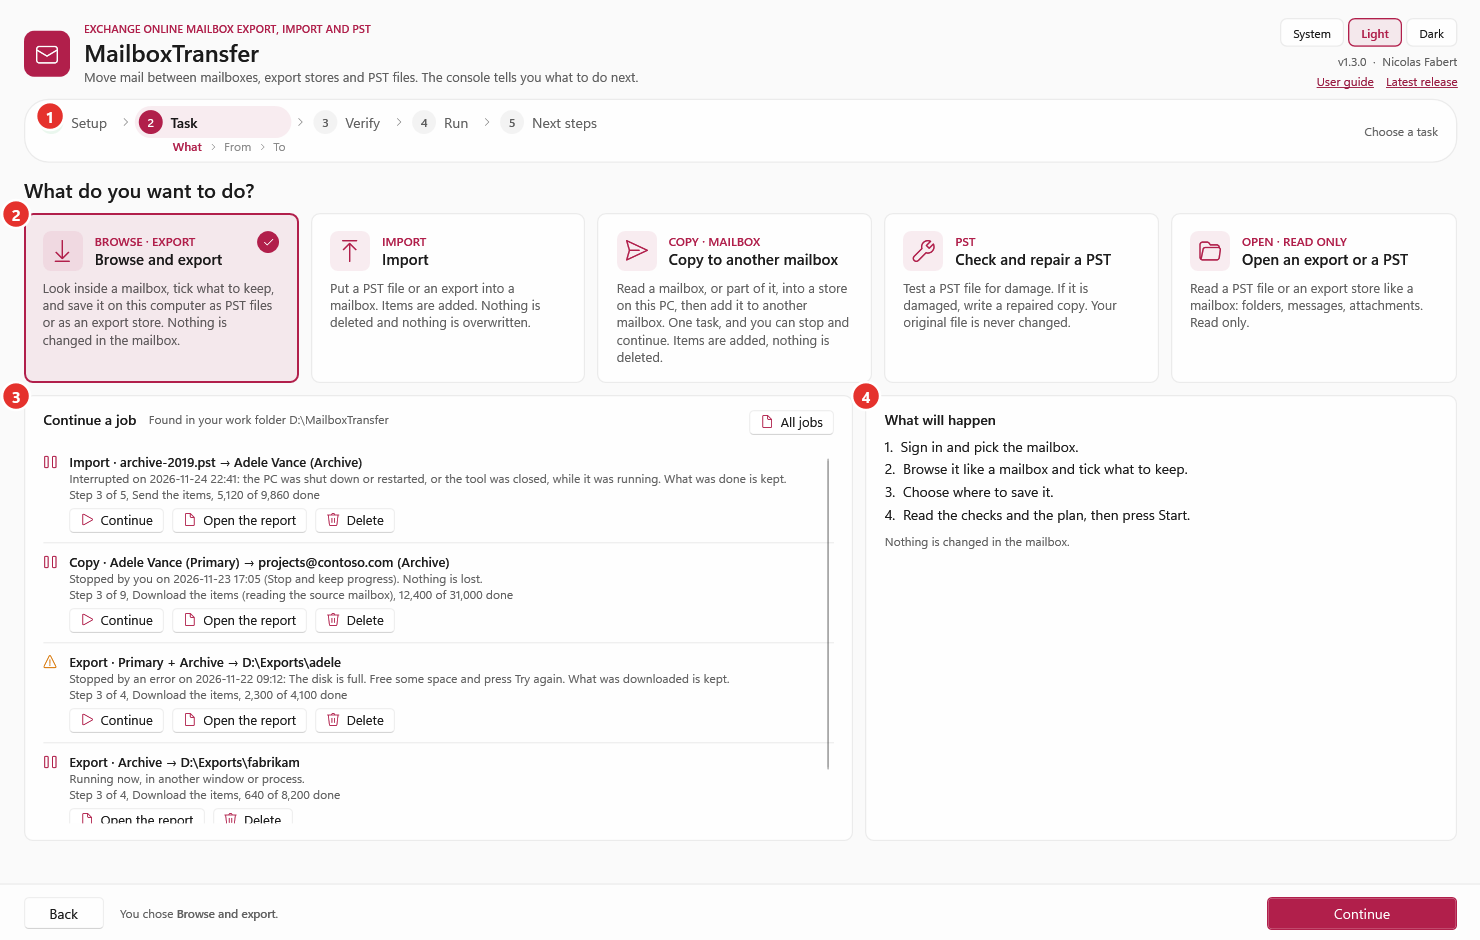 EXCHANGE ONLINE MAILBOX EXPORT, IMPORT AND PST
MailboxTransfer
Move mail between mailboxes, export stores and PST files. The console tells you what to do next.
System Light Dark
v1.3.0 · Nicolas Fabert
User guide Latest release
1 Setup 2 Task 3 Verify 4 Run 5 Next steps
What From To
Choose a task
What do you want to do?
2
BROWSE · EXPORT
Browse and export
Look inside a mailbox, tick what to keep,
and save it on this computer as PST files
or as an export store. Nothing is
changed in the mailbox.
IMPORT
Import
Put a PST file or an export into a
mailbox. Items are added. Nothing is
deleted and nothing is overwritten.
COPY · MAILBOX
Copy to another mailbox
Read a mailbox, or part of it, into a store
on this PC, then add it to another
mailbox. One task, and you can stop and
continue. Items are added, nothing is
deleted.
PST
Check and repair a PST
Test a PST file for damage. If it is
damaged, write a repaired copy. Your
original file is never changed.
OPEN · READ ONLY
Open an export or a PST
Read a PST file or an export store like a
mailbox: folders, messages, attachments.
Read only.
3
Continue a job Found in your work folder D:\MailboxTransfer
All jobs
Import · archive-2019.pst → Adele Vance (Archive)
Interrupted on 2026-11-24 22:41: the PC was shut down or restarted, or the tool was closed, while it was running. What was done is kept.
Step 3 of 5, Send the items, 5,120 of 9,860 done
Continue Open the report Delete
Copy · Adele Vance (Primary) → projects@contoso.com (Archive)
Stopped by you on 2026-11-23 17:05 (Stop and keep progress). Nothing is lost.
Step 3 of 9, Download the items (reading the source mailbox), 12,400 of 31,000 done
Continue Open the report Delete
Export · Primary + Archive → D:\Exports\adele
Stopped by an error on 2026-11-22 09:12: The disk is full. Free some space and press Try again. What was downloaded is kept.
Step 3 of 4, Download the items, 2,300 of 4,100 done
Continue Open the report Delete
Export · Archive → D:\Exports\fabrikam
Running now, in another window or process.
Step 3 of 4, Download the items, 640 of 8,200 done
Open the report Delete
4
What will happen
1. Sign in and pick the mailbox.
2. Browse it like a mailbox and tick what to keep.
3. Choose where to save it.
4. Read the checks and the plan, then press Start.
Nothing is changed in the mailbox.
Back You chose Browse and export.
Continue